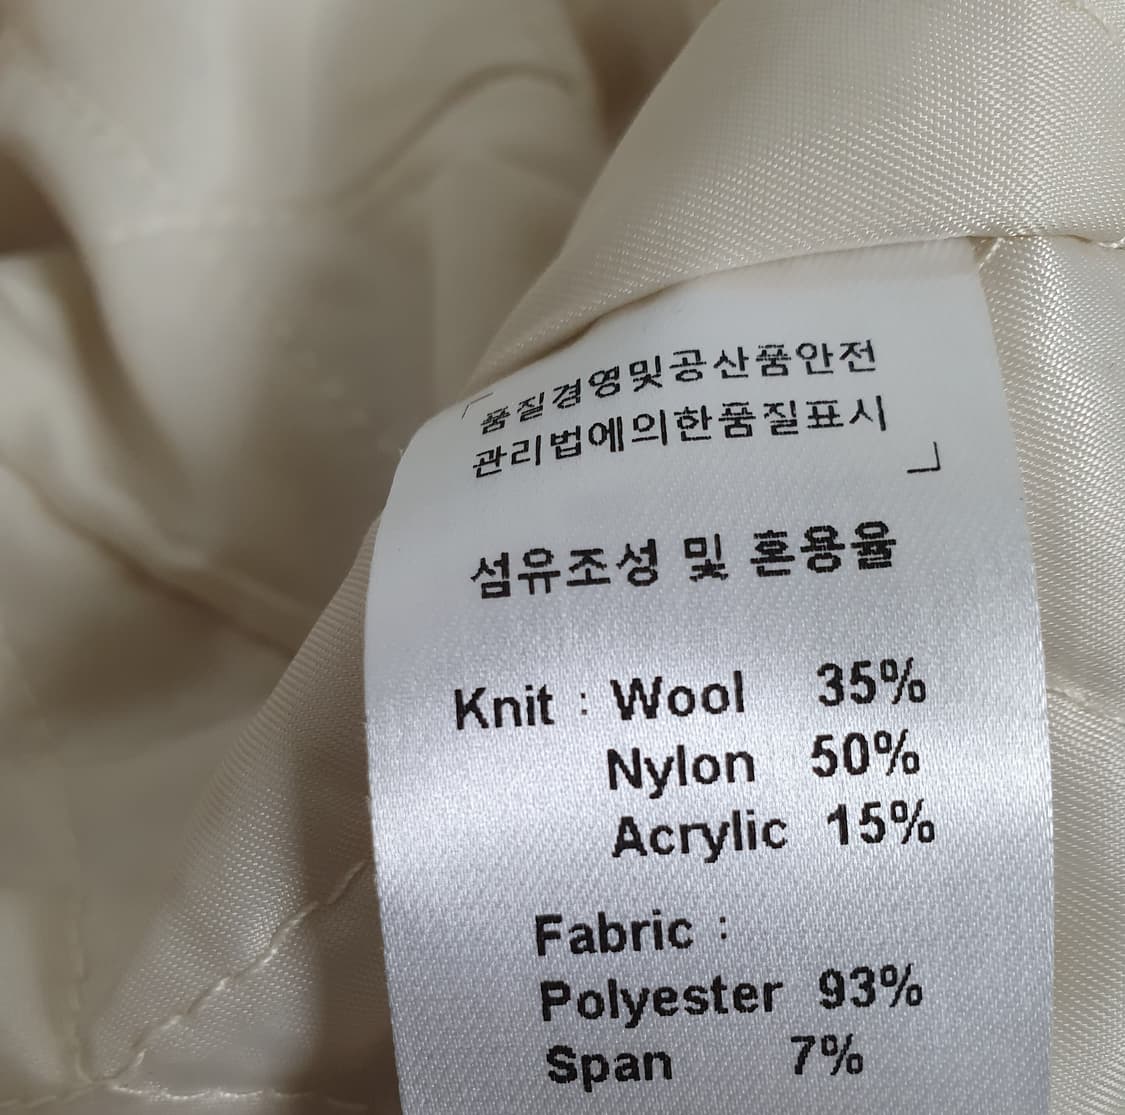 「품질경영및공산품안전
관리법에의한품질표시」
섬유조성 및 혼용율
Knit : Wool 35%
Nylon 50%
Acrylic 15%
Fabric :
Polyester 93%
Span 7%